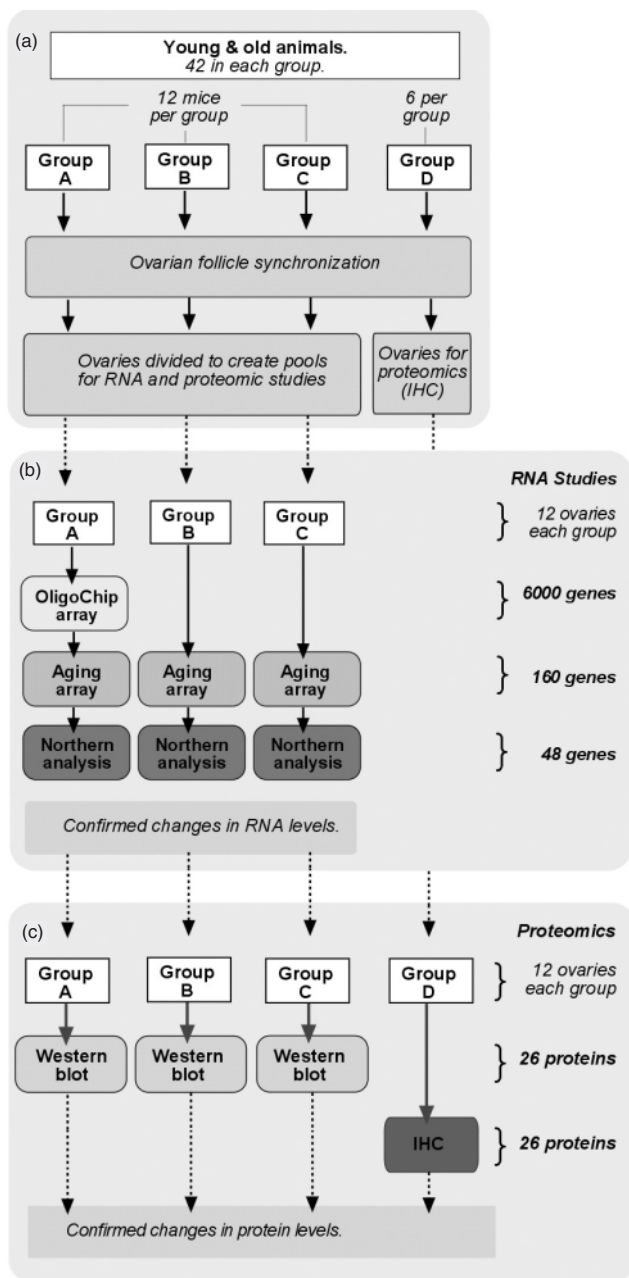 (a)
Young & old animals.
42 in each group.
12 mice
per group
6 per
group
Group
A
Group
B
Group
C
Group
D
Ovarian follicle synchronization
Ovaries divided to create pools
for RNA and proteomic studies
Ovaries for
proteomics
(IHC)
(b)
RNA Studies
Group
A
Group
B
Group
C
12 ovaries
each group
OligoChip
array
6000 genes
Aging
array
Aging
array
Aging
array
160 genes
Northern
analysis
Northern
analysis
Northern
analysis
48 genes
Confirmed changes in RNA levels.
(c)
Proteomics
Group
A
Group
B
Group
C
Group
D
12 ovaries
each group
Western
blot
Western
blot
Western
blot
26 proteins
IHC
26 proteins
Confirmed changes in protein levels.